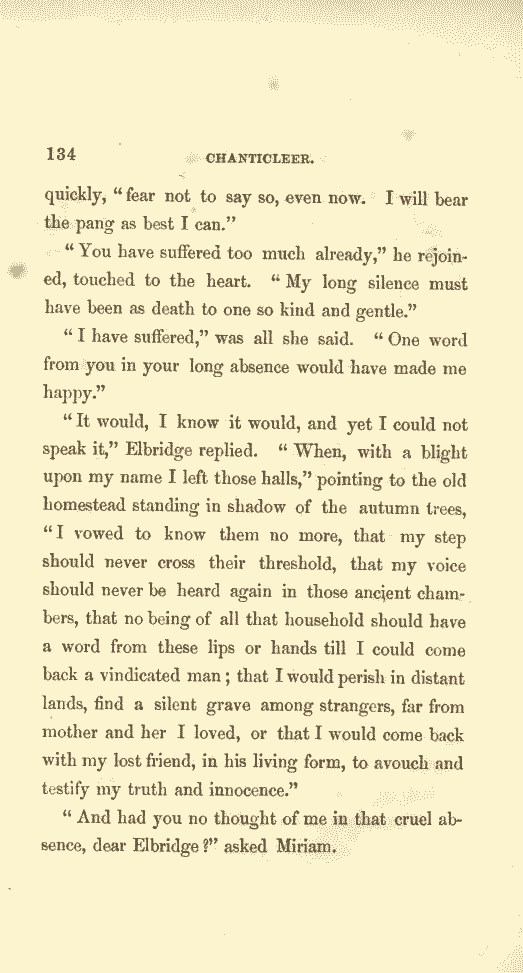 134 CHANTICLEER.
quickly, “fear not to say so, even now. I will bear
the pang as best I can.”
“You have suffered too much already,” he rejoin-
ed, touched to the heart. “My long silence must
have been as death to one so kind and gentle.”
“I have suffered,” was all she said. “One word
from you in your long absence would have made me
happy.”
“It would, I know it would, and yet I could not
speak it,” Elbridge replied. “When, with a blight
upon my name I left those halls,” pointing to the old
homestead standing in shadow of the autumn trees,
“I vowed to know them no more, that my step
should never cross their threshold, that my voice
should never be heard again in those ancient cham-
bers, that no being of all that household should have
a word from these lips or hands till I could come
back a vindicated man; that I would perish in distant
lands, find a silent grave among strangers, far from
mother and her I loved, or that I would come back
with my lost friend, in his living form, to avouch and
testify my truth and innocence.”
“And had you no thought of me in that cruel ab-
sence, dear Elbridge?” asked Miriam.